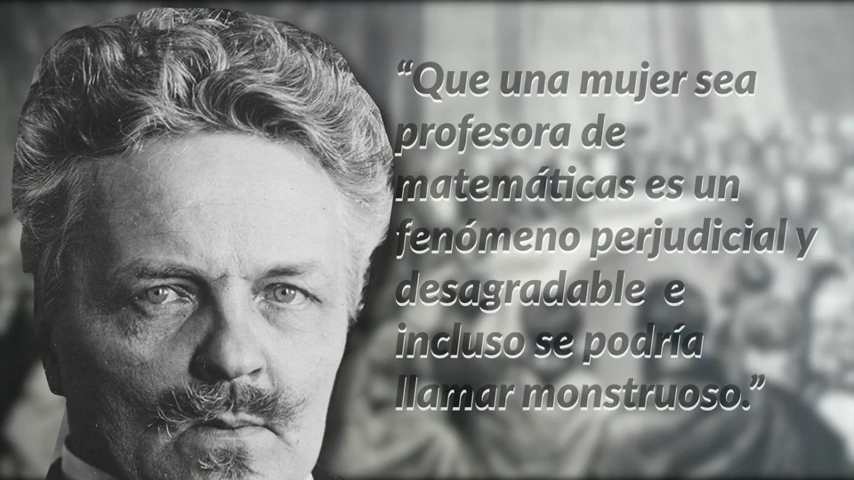 “Que una mujer sea
profesora de
matemáticas es un
fenómeno perjudicial y
desagradable e
incluso se podría
llamar monstruoso.”